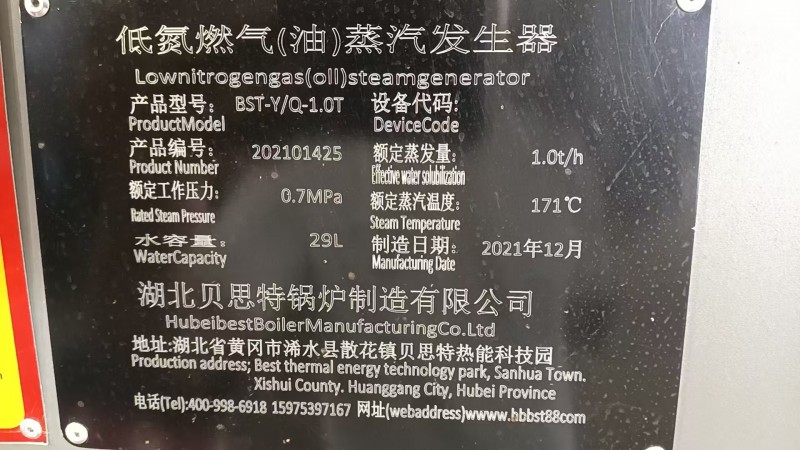 低氮燃气(油)蒸汽发生器
Lownitrogengas(oil)steamgenerator
产品型号: BST-Y/Q-1.0T 设备代码:
ProductModel DeviceCode
产品编号: 202101425 额定蒸发量: 1.0t/h
Product Number Effective water solubilization
额定工作压力: 0.7MPa 额定蒸汽温度: 171℃
Rated Steam Pressure Steam Temperature
水容量: 29L 制造日期: 2021年12月
WaterCapacity Manufacturing Date
湖北贝思特锅炉制造有限公司
HubeibestBoilerManufacturingCo.Ltd
地址:湖北省黄冈市浠水县散花镇贝思特热能科技园
Production address; Best thermal energy technology park, Sanhua Town.
Xishui County. Huanggang City, Hubei Province
电话(Tel):400-998-6918 15975397167 网址(webaddress)wwww.hbbst88com